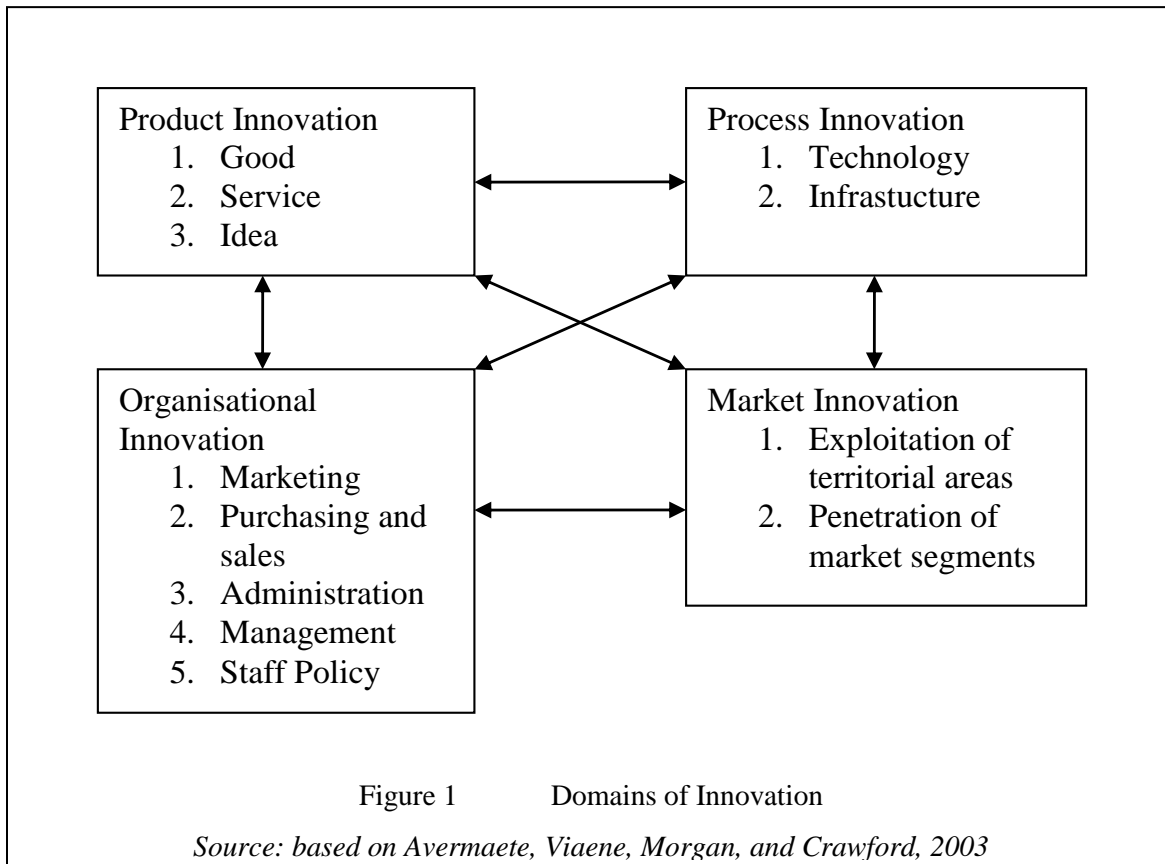 Product Innovation
1. Good
2. Service
3. Idea
Process Innovation
1. Technology
2. Infrastucture
Organisational
Innovation
1. Marketing
2. Purchasing and
sales
3. Administration
4. Management
5. Staff Policy
Market Innovation
1. Exploitation of
territorial areas
2. Penetration of
market segments
Figure 1 Domains of Innovation
Source: based on Avermaete, Viaene, Morgan, and Crawford, 2003